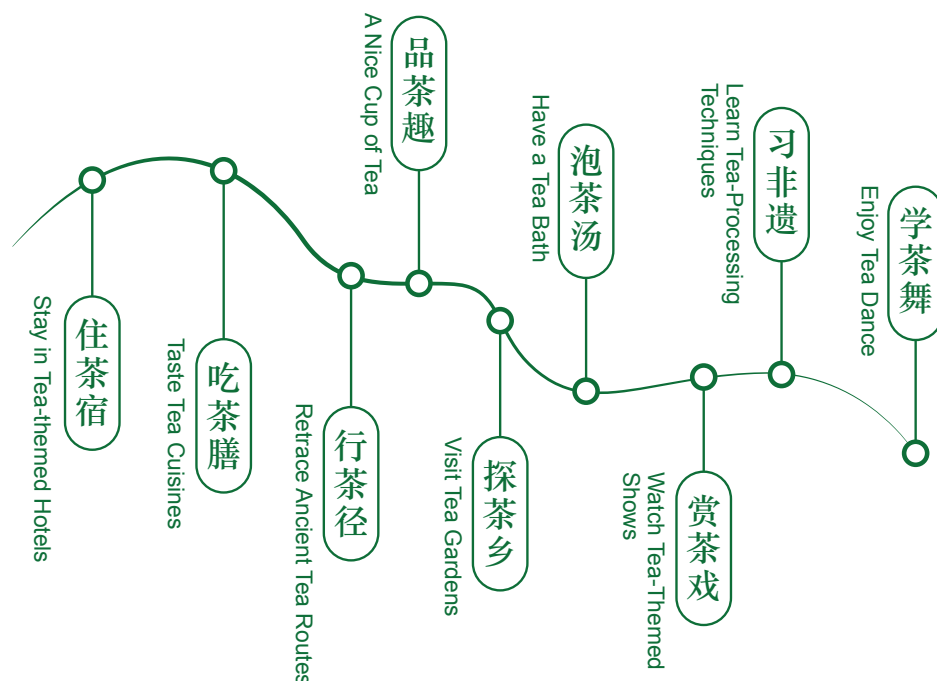 住茶宿
Stay in Tea-themed Hotels
吃茶膳
Taste Tea Cuisines
行茶径
Retrace Ancient Tea Routes
品茶趣
A Nice Cup of Tea
探茶乡
Visit Tea Gardens
泡茶汤
Have a Tea Bath
赏茶戏
Watch Tea-Themed
Shows
习非遗
Learn Tea-Processing
Techniques
学茶舞
Enjoy Tea Dance